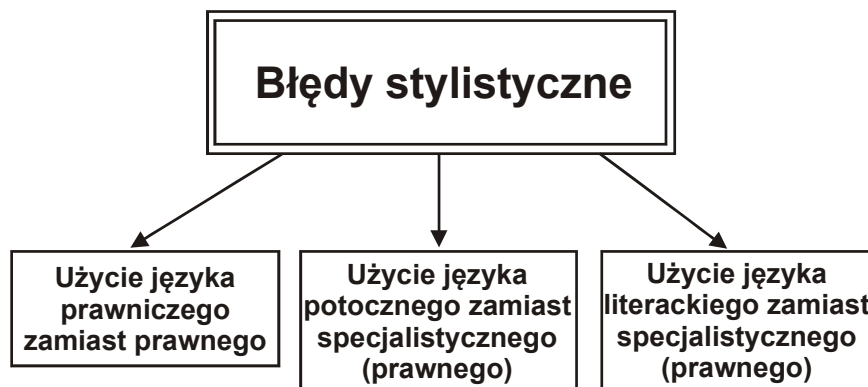 Błędy stylistyczne
Użycie języka
prawniczego
zamiast prawnego
Użycie języka
potocznego zamiast
specjalistycznego
(prawnego)
Użycie języka
literackiego zamiast
specjalistycznego
(prawnego)